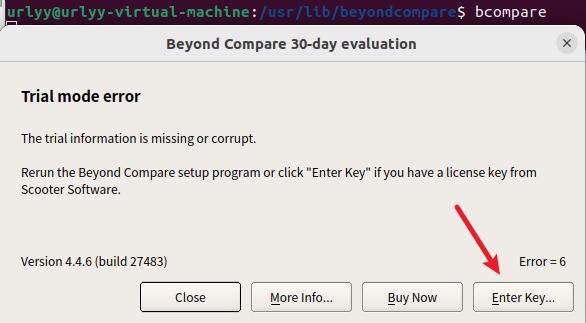 urlyy@urlyy-virtual-machine:/usr/lib/beyondcompare$ bcompare
Beyond Compare 30-day evaluation
Trial mode error
The trial information is missing or corrupt.
Rerun the Beyond Compare setup program or click "Enter Key" if you have a license key from
Scooter Software.
Version 4.4.6 (build 27483) Error = 6
Close More Info... Buy Now Enter Key...